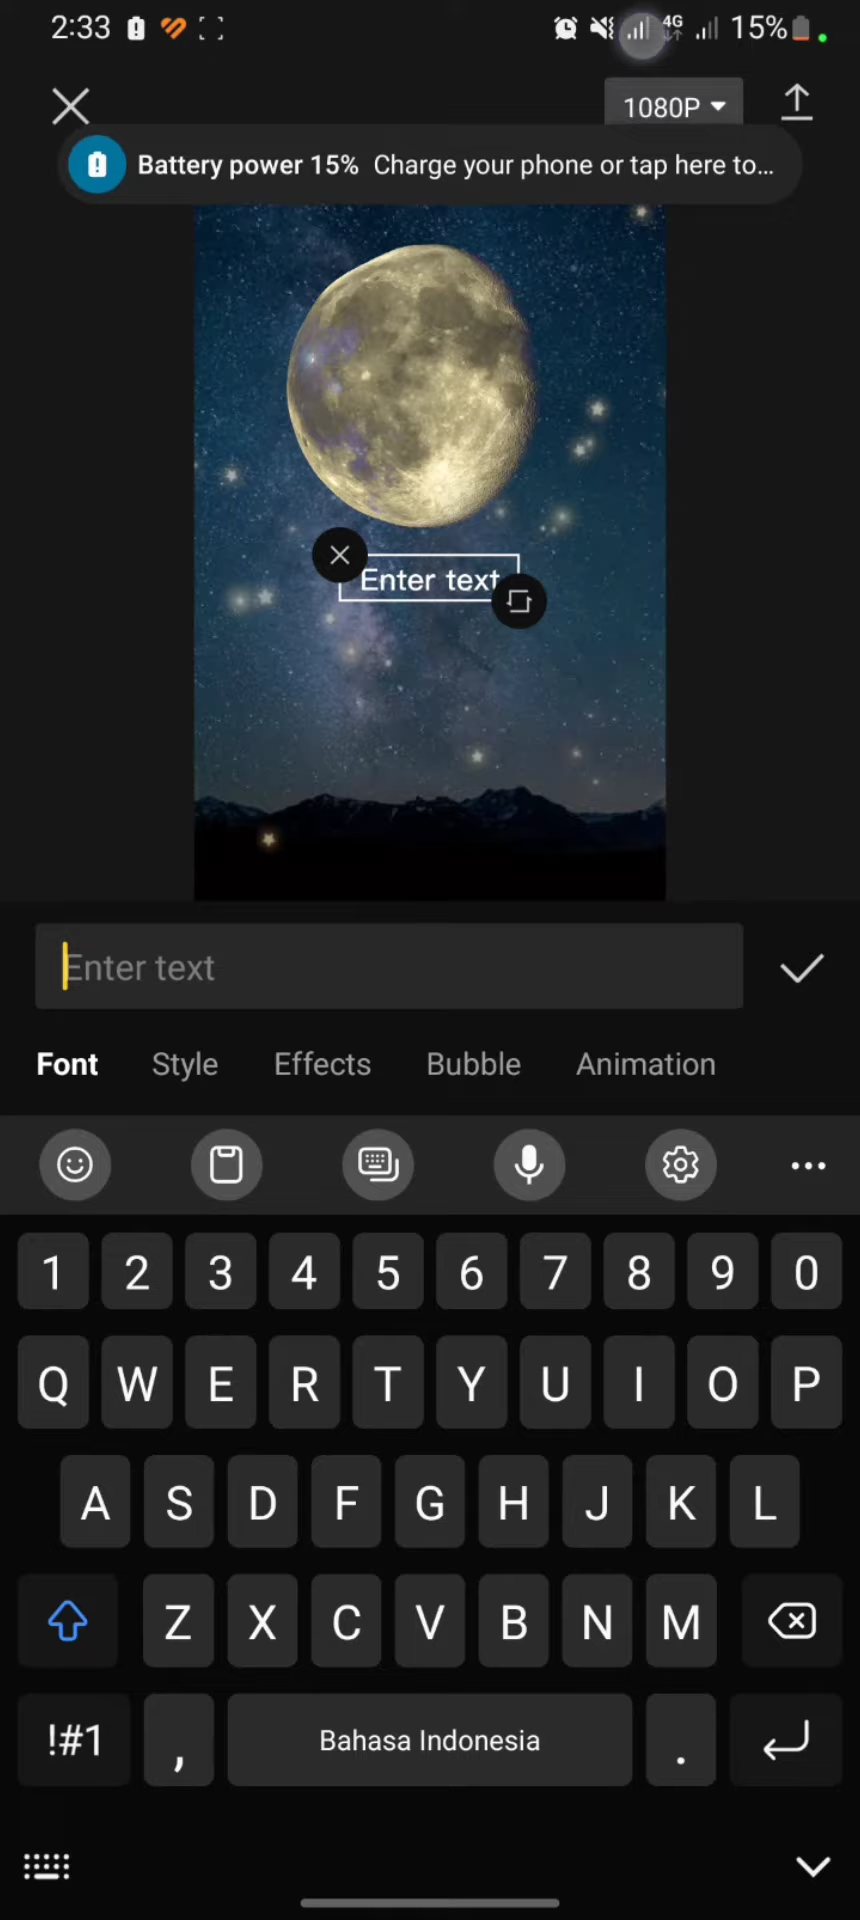 2:33 4G 15%
1080P
Battery power 15% Charge your phone or tap here to...
Enter text
Enter text
Font Style Effects Bubble Animation
1 2 3 4 5 6 7 8 9 0
Q W E R T Y U I O P
A S D F G H J K L
Z X C V B N M
!#1 , Bahasa Indonesia .